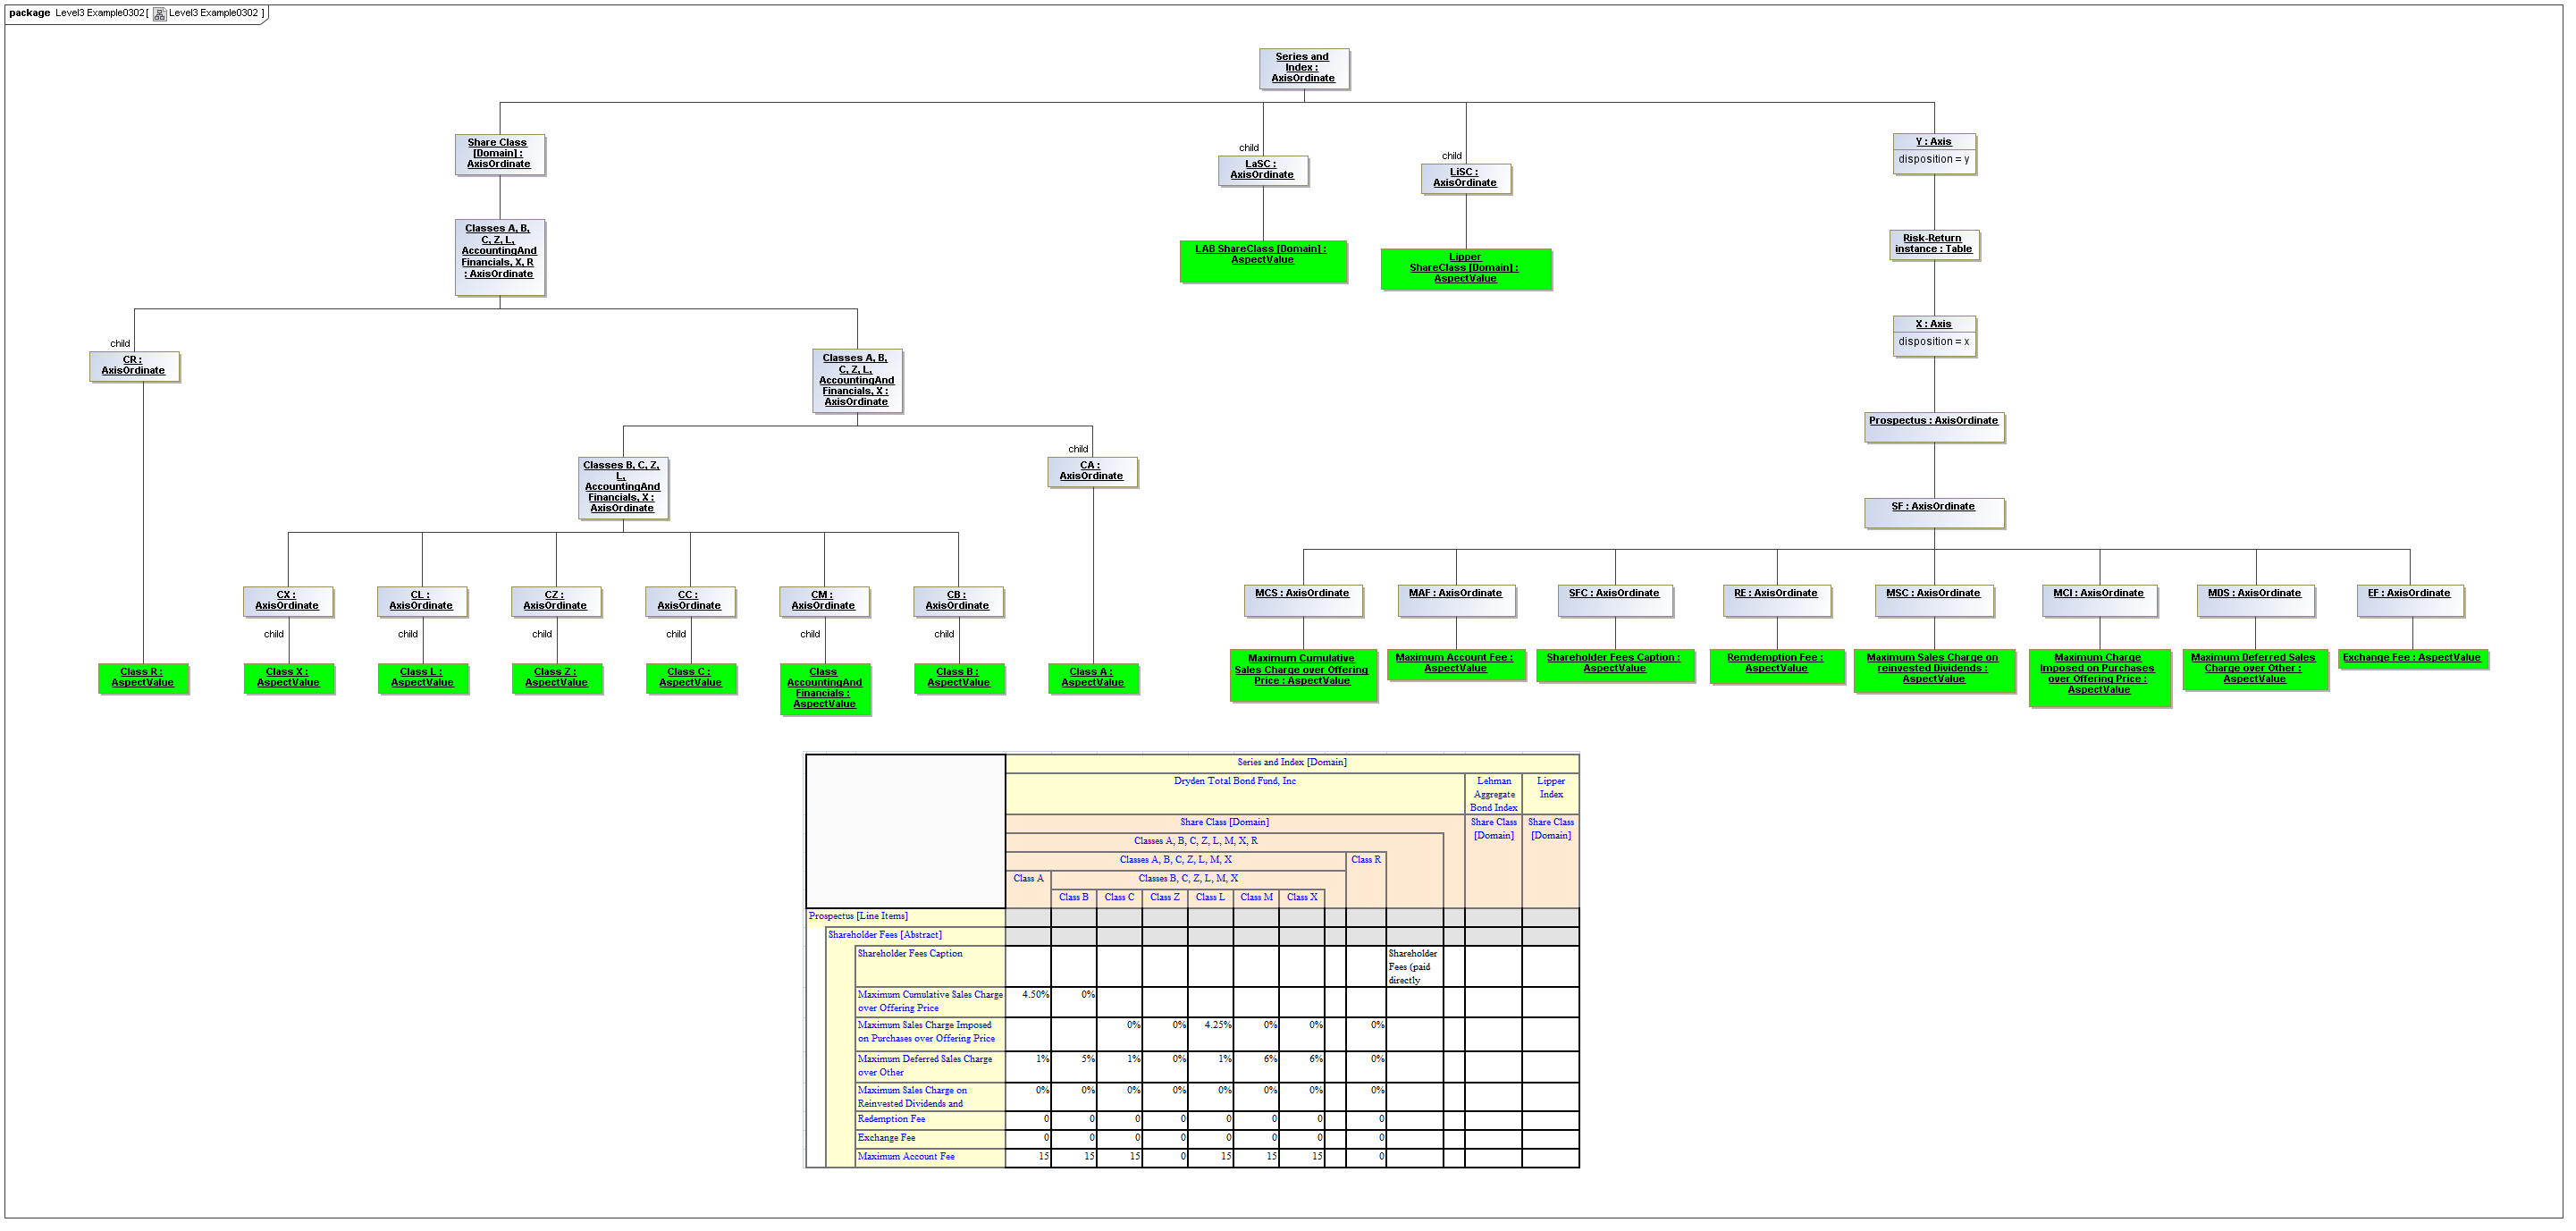 package Level3 Example0302 [ Level3 Example0302 ]
Series and
Index :
AxisOrdinate
Share Class
[Domain] :
AxisOrdinate
child
LaSC :
AxisOrdinate
child
LiSC :
AxisOrdinate
Y : Axis
disposition = y
Classes A, B,
C, Z, L,
AccountingAnd
Financials, X, R
: AxisOrdinate
LAB ShareClass [Domain] :
AspectValue
Lipper
ShareClass [Domain] :
AspectValue
Risk-Return
instance : Table
X : Axis
disposition = x
child
CR :
AxisOrdinate
Classes A, B,
C, Z, L,
AccountingAnd
Financials, X :
AxisOrdinate
Prospectus : AxisOrdinate
Classes B, C, Z,
L,
AccountingAnd
Financials, X :
AxisOrdinate
child
CA :
AxisOrdinate
SF : AxisOrdinate
CX :
AxisOrdinate
CL :
AxisOrdinate
CZ :
AxisOrdinate
CC :
AxisOrdinate
CM :
AxisOrdinate
CB :
AxisOrdinate
MCS : AxisOrdinate
MAF : AxisOrdinate
SFC : AxisOrdinate
RE : AxisOrdinate
MSC : AxisOrdinate
MCI : AxisOrdinate
MDS : AxisOrdinate
EF : AxisOrdinate
child
child
child
child
child
child
Class R :
AspectValue
Class X :
AspectValue
Class L :
AspectValue
Class Z :
AspectValue
Class C :
AspectValue
Class
AccountingAnd
Financials :
AspectValue
Class B :
AspectValue
Class A :
AspectValue
Maximum Cumulative
Sales Charge over Offering
Price : AspectValue
Maximum Account Fee :
AspectValue
Shareholder Fees Caption :
AspectValue
Remdemption Fee :
AspectValue
Maximum Sales Charge on
reinvested Dividends :
AspectValue
Maximum Charge
Imposed on Purchases
over Offering Price :
AspectValue
Maximum Deferred Sales
Charge over Other :
AspectValue
Exchange Fee : AspectValue
Series and Index [Domain]
Dryden Total Bond Fund, Inc
Lehman
Aggregate
Bond Index
Lipper
Index
Share Class [Domain]
Share Class
[Domain]
Share Class
[Domain]
Classes A, B, C, Z, L, M, X, R
Classes A, B, C, Z, L, M, X
Class R
Class A
Classes B, C, Z, L, M, X
Class B
Class C
Class Z
Class L
Class M
Class X
Prospectus [Line Items]
Shareholder Fees [Abstract]
Shareholder Fees Caption
Shareholder
Fees (paid
directly
Maximum Cumulative Sales Charge
over Offering Price
4.50% 0%
Maximum Sales Charge Imposed
on Purchases over Offering Price
0% 0% 4.25% 0% 0% 0%
Maximum Deferred Sales Charge
over Other
1% 5% 1% 0% 1% 6% 6% 0%
Maximum Sales Charge on
Reinvested Dividends and
0% 0% 0% 0% 0% 0% 0% 0%
Redemption Fee 0 0 0 0 0 0 0 0
Exchange Fee 0 0 0 0 0 0 0 0
Maximum Account Fee 15 15 15 0 15 15 15 0